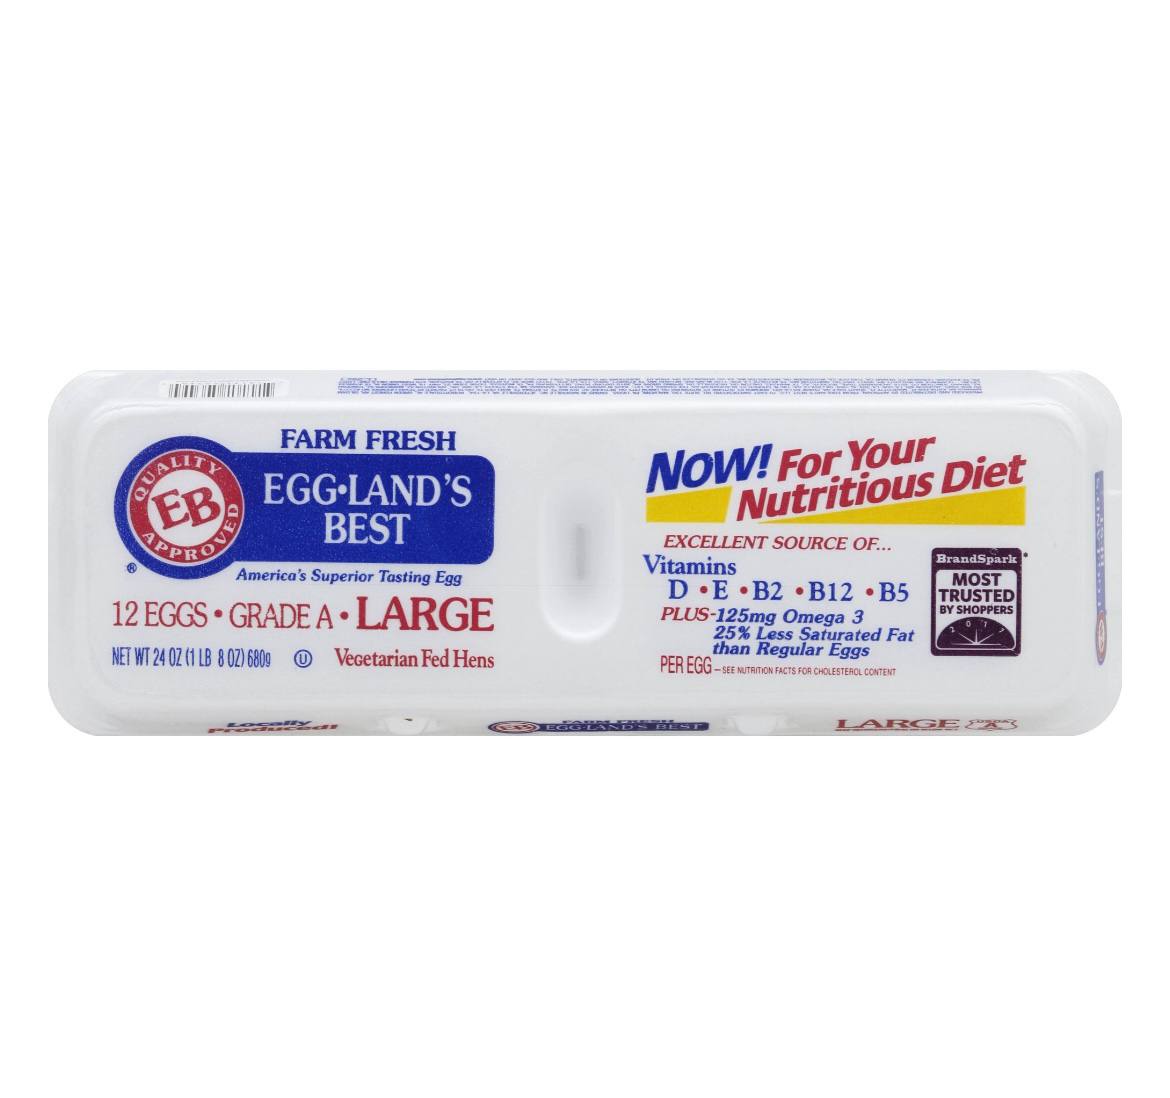 FARM FRESH
QUALITY
EB
APPROVED
®
EGG•LAND'S
BEST
America's Superior Tasting Egg
12 EGGS • GRADE A • LARGE
NET WT 24 OZ (1 LB 8 OZ) 680g
U
Vegetarian Fed Hens
NOW! For Your
Nutritious Diet
EXCELLENT SOURCE OF...
Vitamins
D • E • B2 • B12 • B5
PLUS-125mg Omega 3
25% Less Saturated Fat
than Regular Eggs
PER EGG – SEE NUTRITION FACTS FOR CHOLESTEROL CONTENT
BrandSpark
MOST
TRUSTED
BY SHOPPERS
2017
Locally
Produced!
FARM FRESH
EB
EGG•LAND'S BEST
LARGE
USDA
A